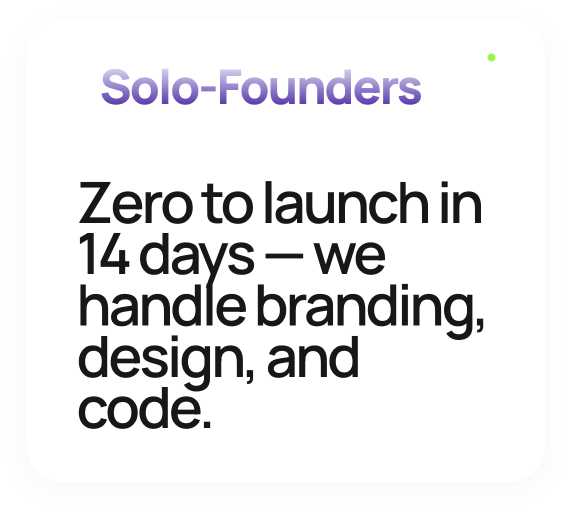 Solo-Founders
Zero to launch in
14 days — we
handle branding,
design, and
code.